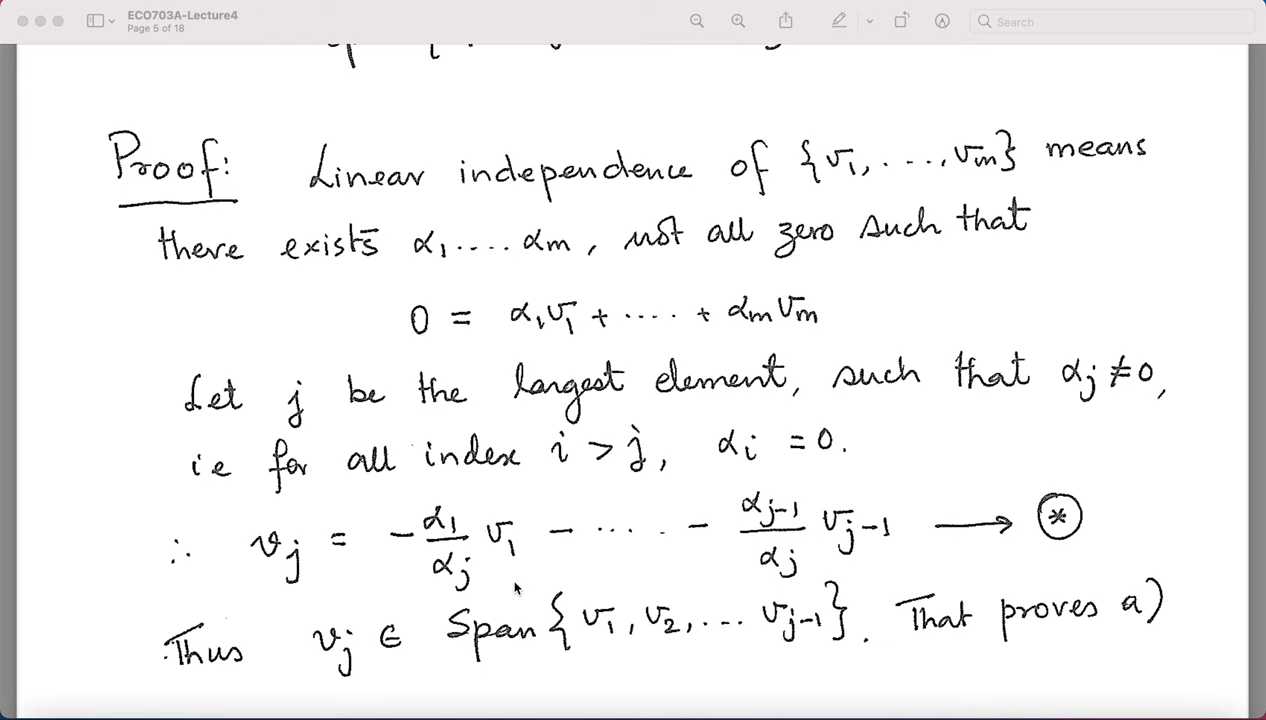 ECO703A-Lecture4
Page 5 of 18
Search
Proof: Linear independence of {v₁, ...., vₘ} means
there exists α₁.... αₘ, not all zero such that
0 = α₁v₁ + .... + αₘvₘ
Let j be the largest element, such that αⱼ ≠ 0,
ie for all index i > j, αᵢ = 0.
∴ vⱼ = -α₁/αⱼ v₁ - .... - αⱼ₋₁/αⱼ vⱼ₋₁ ⟶ ⊛
Thus vⱼ ∈ Span {v₁, v₂, ... vⱼ₋₁}. That proves a)